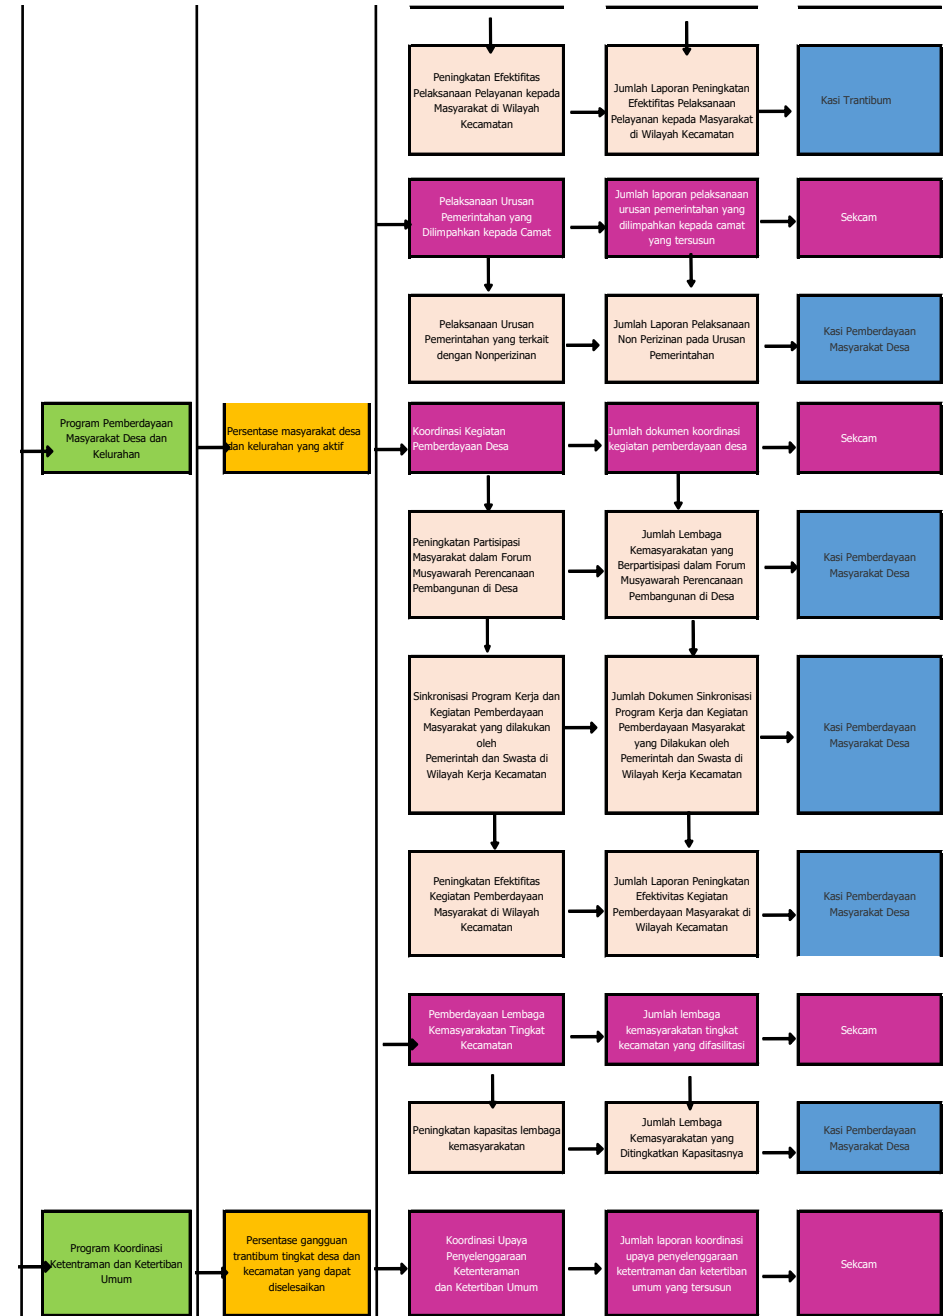 Peningkatan Efektifitas
Pelaksanaan Pelayanan kepada
Masyarakat di Wilayah
Kecamatan
Jumlah Laporan Peningkatan
Efektifitas Pelaksanaan
Pelayanan kepada Masyarakat
di Wilayah Kecamatan
Kasi Trantibum
Pelaksanaan Urusan
Pemerintahan yang
Dilimpahkan kepada Camat
Jumlah laporan pelaksanaan
urusan pemerintahan yang
dilimpahkan kepada camat
yang tersusun
Sekcam
Pelaksanaan Urusan
Pemerintahan yang terkait
dengan Nonperizinan
Jumlah Laporan Pelaksanaan
Non Perizinan pada Urusan
Pemerintahan
Kasi Pemberdayaan
Masyarakat Desa
Program Pemberdayaan
Masyarakat Desa dan
Kelurahan
Persentase masyarakat desa
dan kelurahan yang aktif
Koordinasi Kegiatan
Pemberdayaan Desa
Jumlah dokumen koordinasi
kegiatan pemberdayaan desa
Sekcam
Peningkatan Partisipasi
Masyarakat dalam Forum
Musyawarah Perencanaan
Pembangunan di Desa
Jumlah Lembaga
Kemasyarakatan yang
Berpartisipasi dalam Forum
Musyawarah Perencanaan
Pembangunan di Desa
Kasi Pemberdayaan
Masyarakat Desa
Sinkronisasi Program Kerja dan
Kegiatan Pemberdayaan
Masyarakat yang dilakukan
oleh
Pemerintah dan Swasta di
Wilayah Kerja Kecamatan
Jumlah Dokumen Sinkronisasi
Program Kerja dan Kegiatan
Pemberdayaan Masyarakat
yang Dilakukan oleh
Pemerintah dan Swasta di
Wilayah Kerja Kecamatan
Kasi Pemberdayaan
Masyarakat Desa
Peningkatan Efektifitas
Kegiatan Pemberdayaan
Masyarakat di Wilayah
Kecamatan
Jumlah Laporan Peningkatan
Efektivitas Kegiatan
Pemberdayaan Masyarakat di
Wilayah Kecamatan
Kasi Pemberdayaan
Masyarakat Desa
Pemberdayaan Lembaga
Kemasyarakatan Tingkat
Kecamatan
Jumlah lembaga
kemasyarakatan tingkat
kecamatan yang difasilitasi
Sekcam
Peningkatan kapasitas lembaga
kemasyarakatan
Jumlah Lembaga
Kemasyarakatan yang
Ditingkatkan Kapasitasnya
Kasi Pemberdayaan
Masyarakat Desa
Program Koordinasi
Ketentraman dan Ketertiban
Umum
Persentase gangguan
trantibum tingkat desa dan
kecamatan yang dapat
diselesaikan
Koordinasi Upaya
Penyelenggaraan
Ketenteraman
dan Ketertiban Umum
Jumlah laporan koordinasi
upaya penyelenggaraan
ketentraman dan ketertiban
umum yang tersusun
Sekcam